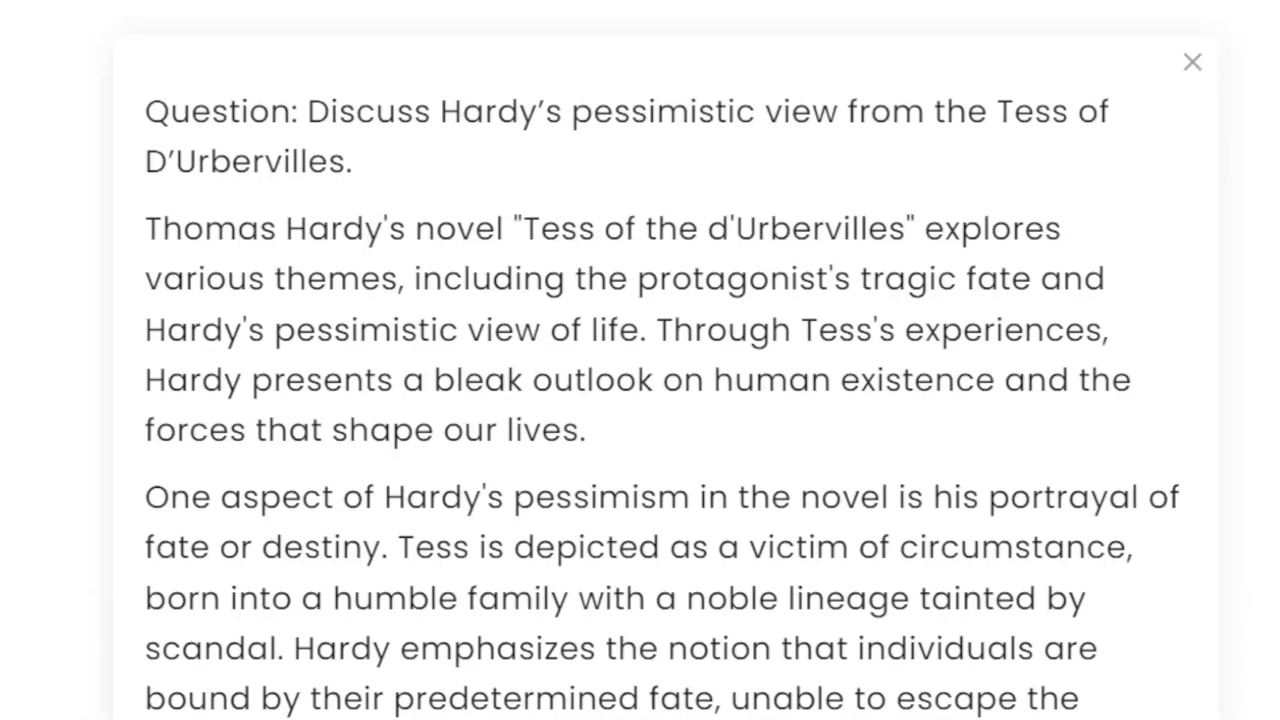 Question: Discuss Hardy’s pessimistic view from the Tess of
D’Urbervilles.
Thomas Hardy's novel "Tess of the d'Urbervilles" explores
various themes, including the protagonist's tragic fate and
Hardy's pessimistic view of life. Through Tess's experiences,
Hardy presents a bleak outlook on human existence and the
forces that shape our lives.
One aspect of Hardy's pessimism in the novel is his portrayal of
fate or destiny. Tess is depicted as a victim of circumstance,
born into a humble family with a noble lineage tainted by
scandal. Hardy emphasizes the notion that individuals are
bound by their predetermined fate, unable to escape the